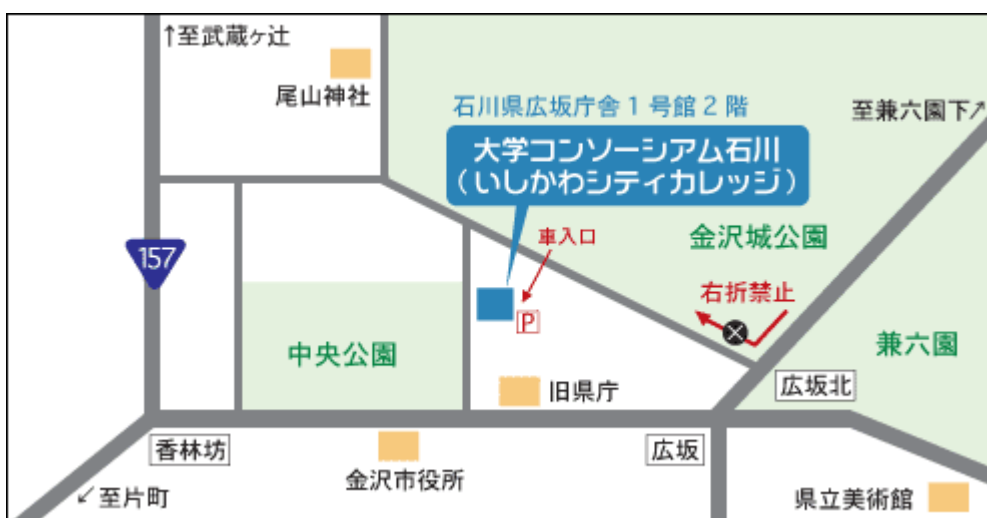 ↑至武蔵ヶ辻
尾山神社
石川県広坂庁舎1号館2階
大学コンソーシアム石川
(いしかわシティカレッジ)
至兼六園下↗
車入口
金沢城公園
157
右折禁止
P
中央公園
兼六園
旧県庁
広坂北
香林坊
広坂
金沢市役所
↙至片町
県立美術館